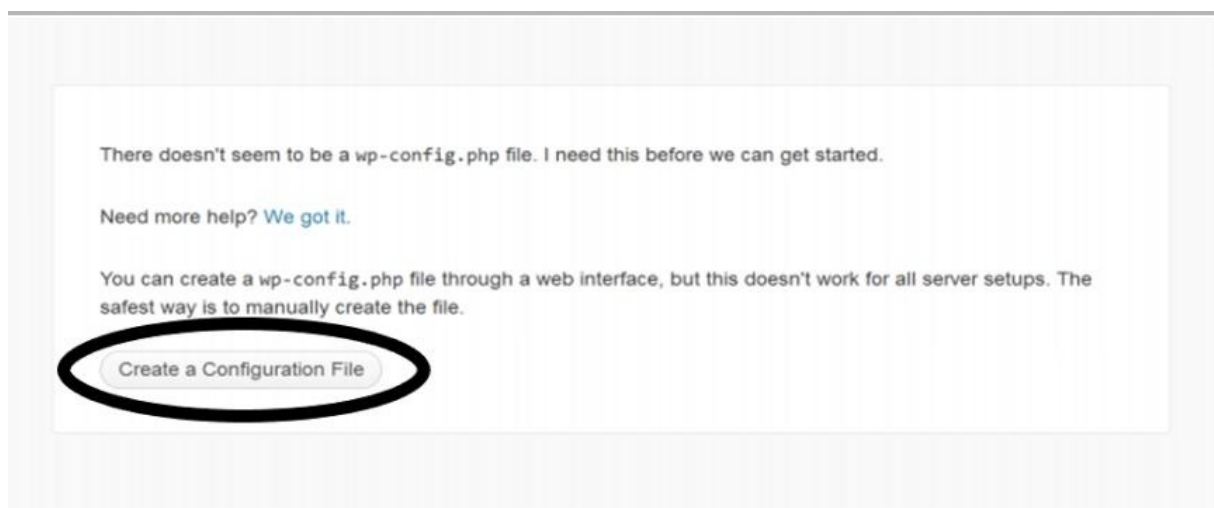 There doesn't seem to be a wp-config.php file. I need this before we can get started.
Need more help? We got it.
You can create a wp-config.php file through a web interface, but this doesn't work for all server setups. The
safest way is to manually create the file.
Create a Configuration File